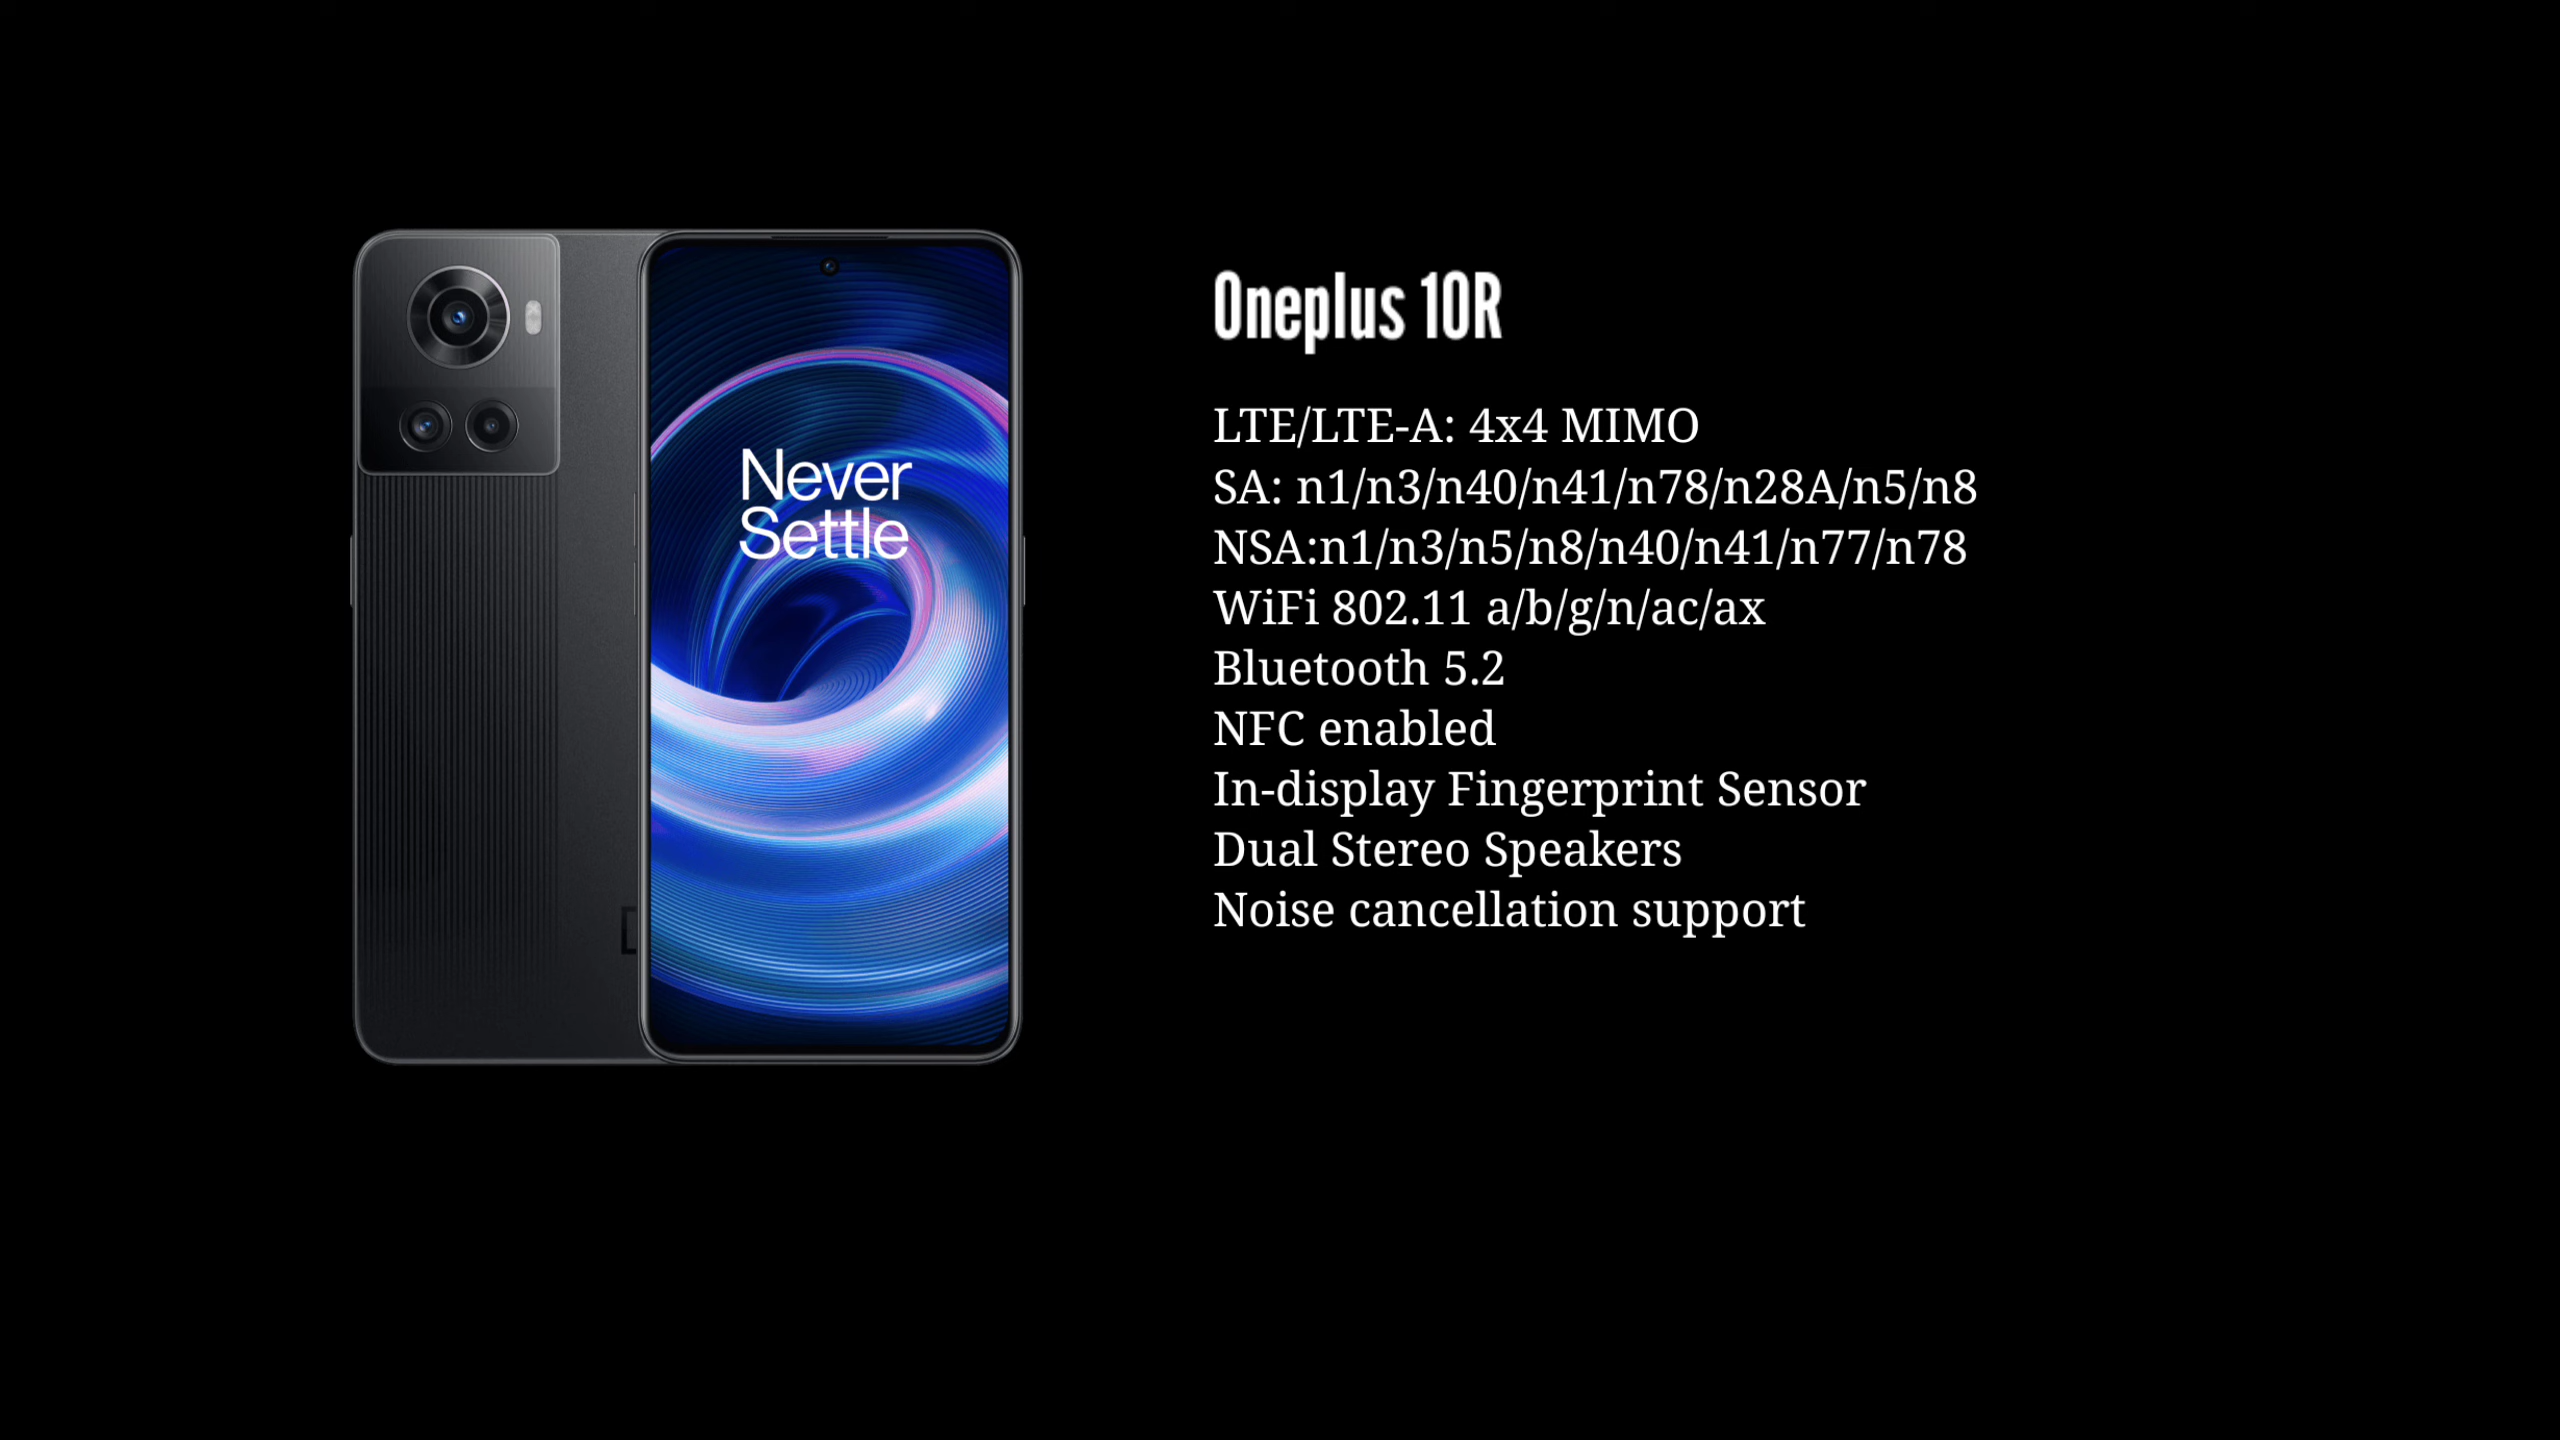 Never
Settle
Oneplus 10R
LTE/LTE-A: 4x4 MIMO
SA: n1/n3/n40/n41/n78/n28A/n5/n8
NSA:n1/n3/n5/n8/n40/n41/n77/n78
WiFi 802.11 a/b/g/n/ac/ax
Bluetooth 5.2
NFC enabled
In-display Fingerprint Sensor
Dual Stereo Speakers
Noise cancellation support